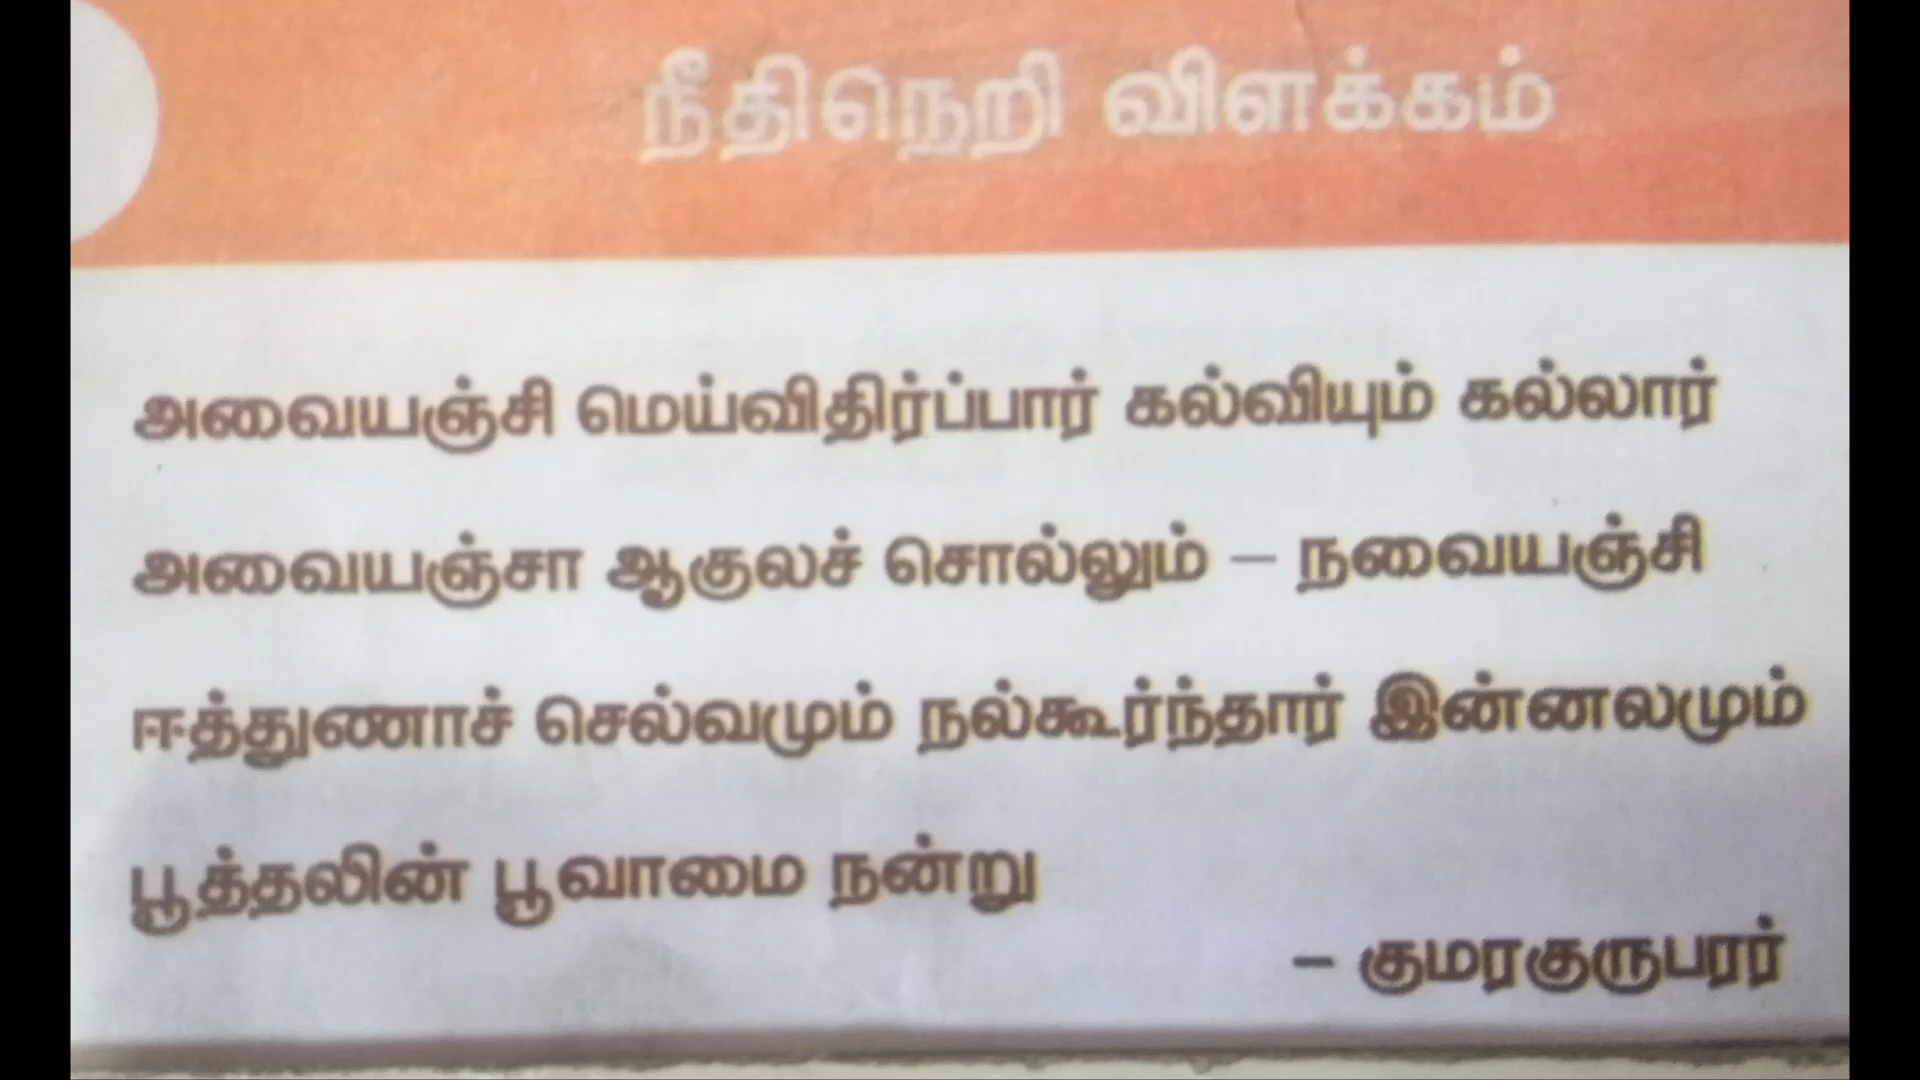 நீதிநெறி விளக்கம்
அவையஞ்சி மெய்விதிர்ப்பார் கல்வியும் கல்லார்
அவையஞ்சா ஆகுலச் சொல்லும் – நவையஞ்சி
ஈத்துணாச் செல்வமும் நல்கூர்ந்தார் இன்னலமும்
பூத்தலின் பூவாமை நன்று
– குமரகுருபரர்